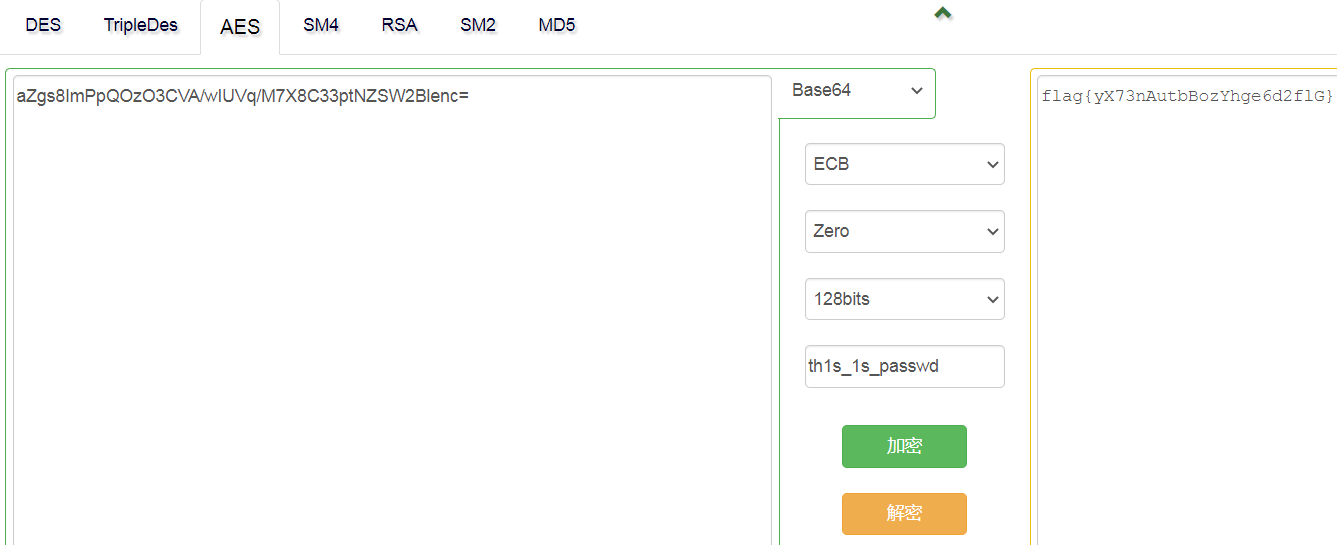 DES TripleDes AES SM4 RSA SM2 MD5
aZgs8ImPpQOzO3CVA/wIUVq/M7X8C33ptNZSW2Blenc=
Base64
flag{yX73nAutbBozYhge6d2flG}
ECB
Zero
128bits
th1s_1s_passwd
加密
解密